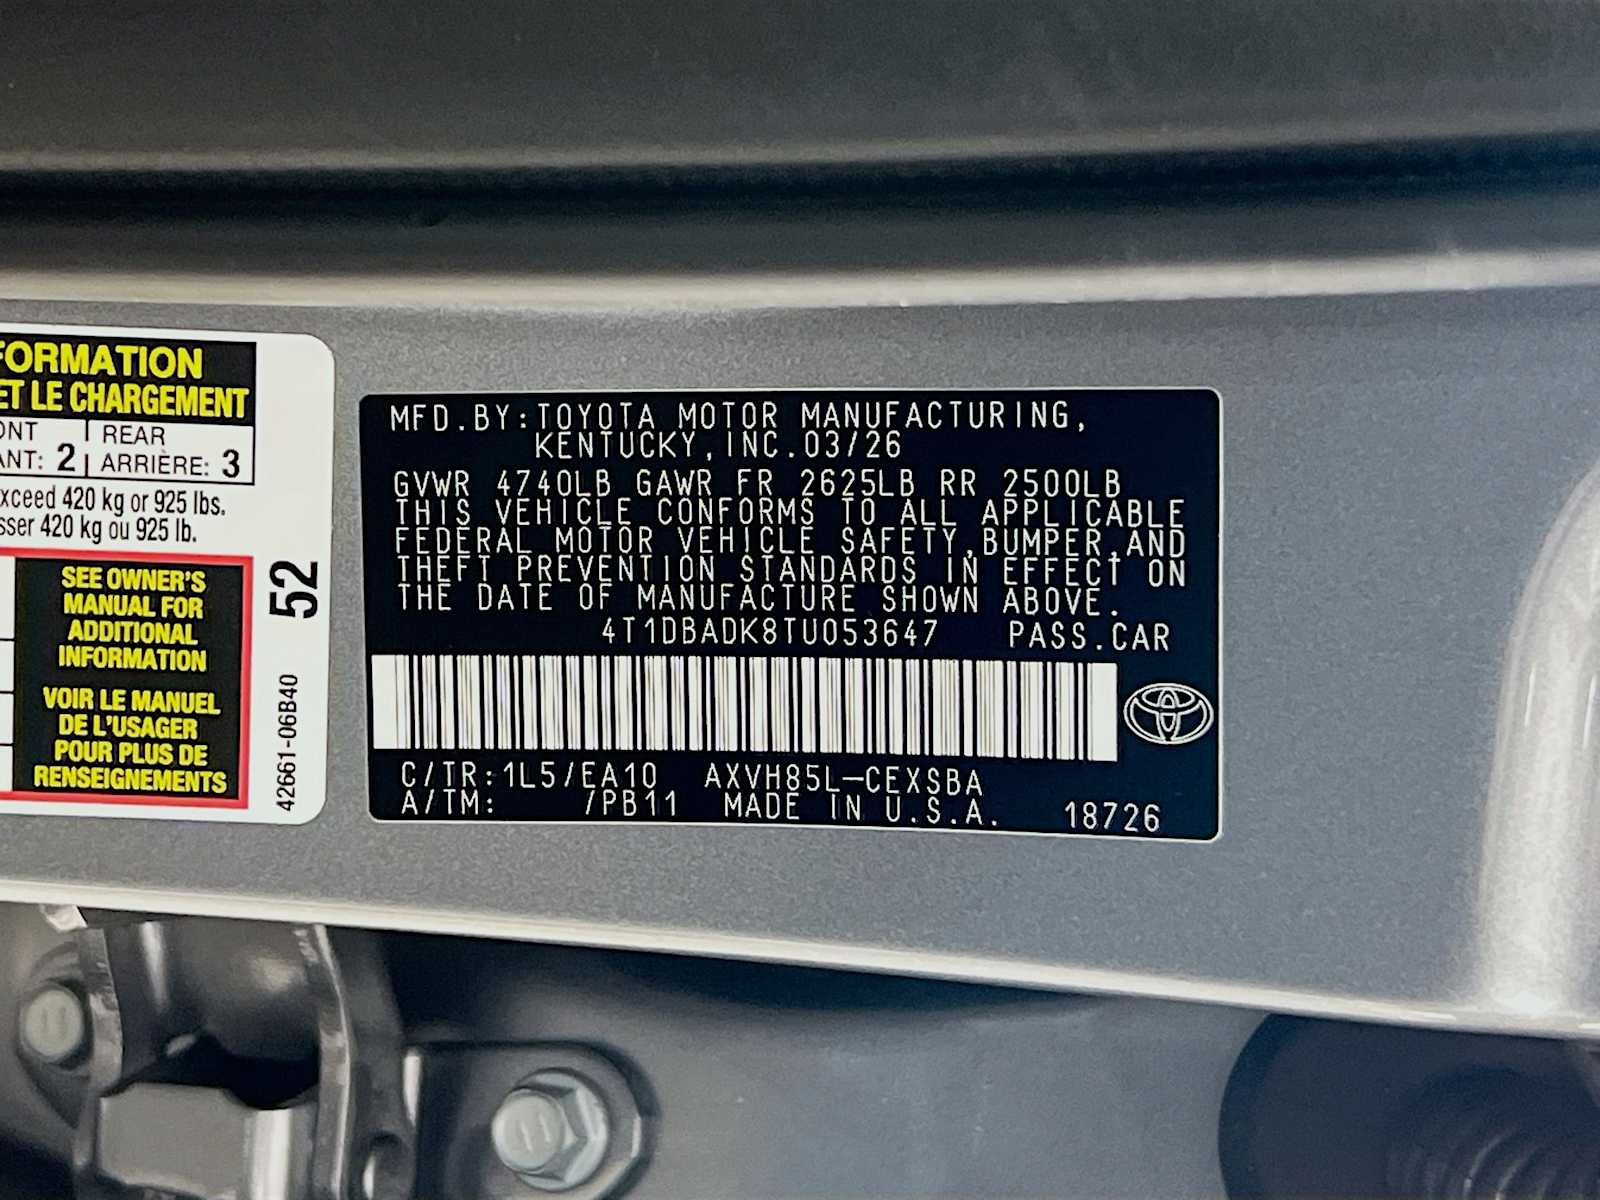 FORMATION
ET LE CHARGEMENT
ONT | REAR
ANT: 2 | ARRIÈRE: 3
xceed 420 kg or 925 lbs.
sser 420 kg ou 925 lb.
SEE OWNER'S
MANUAL FOR
ADDITIONAL
INFORMATION
VOIR LE MANUEL
DE L'USAGER
POUR PLUS DE
RENSEIGNEMENTS
52
42661-06B40
MFD.BY:TOYOTA MOTOR MANUFACTURING,
KENTUCKY,INC.03/26
GVWR 4740LB GAWR FR 2625LB RR 2500LB
THIS VEHICLE CONFORMS TO ALL APPLICABLE
FEDERAL MOTOR VEHICLE SAFETY,BUMPER,AND
THEFT PREVENTION STANDARDS IN EFFECT ON
THE DATE OF MANUFACTURE SHOWN ABOVE.
4T1DBADK8TU053647 PASS.CAR
C/TR:1L5/EA10 AXVH85L-CEXSBA
A/TM: /PB11 MADE IN U.S.A. 18726